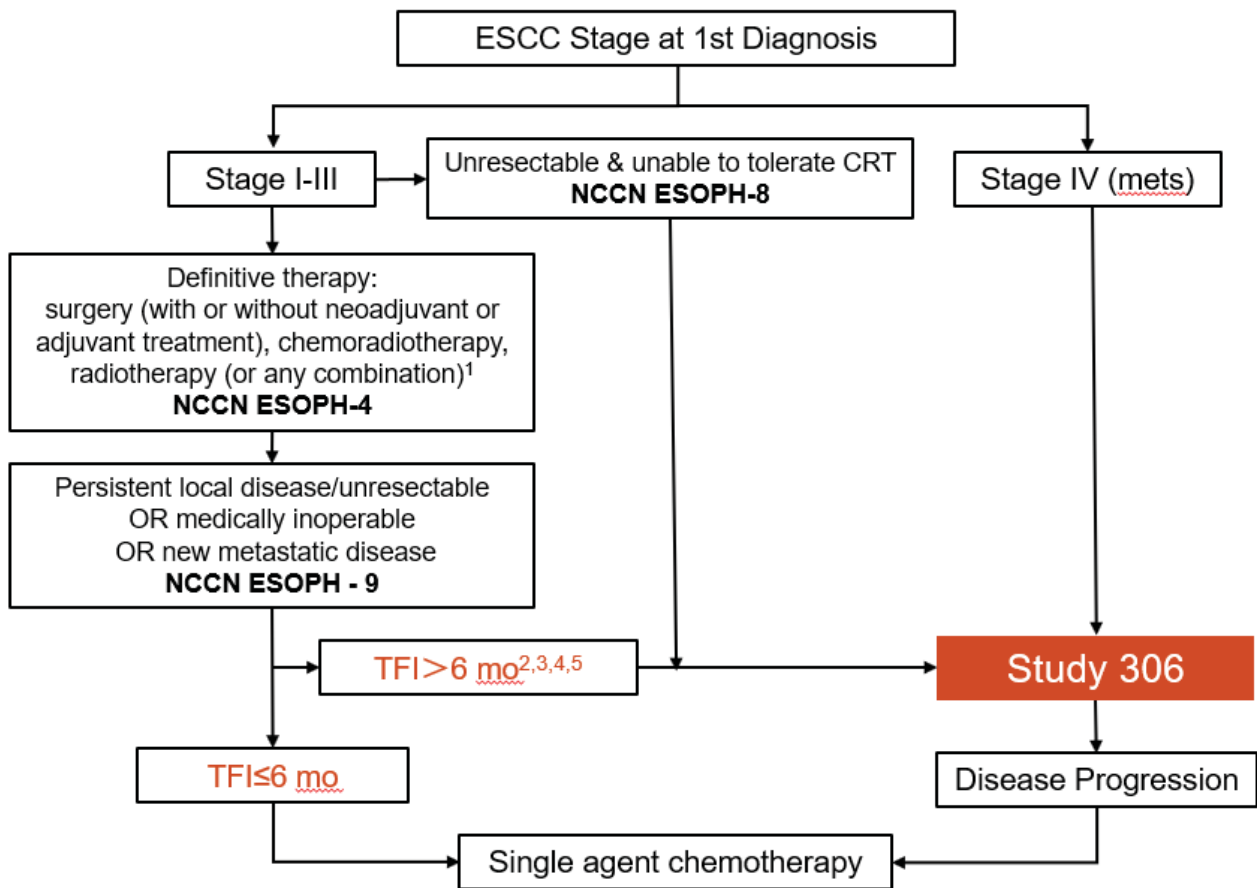 ESCC Stage at 1st Diagnosis
Stage I-III
Unresectable & unable to tolerate CRT
NCCN ESOPH-8
Stage IV (mets)
Definitive therapy:
surgery (with or without neoadjuvant or
adjuvant treatment), chemoradiotherapy,
radiotherapy (or any combination)¹
NCCN ESOPH-4
Persistent local disease/unresectable
OR medically inoperable
OR new metastatic disease
NCCN ESOPH - 9
TFI>6 mo²,³,⁴,⁵
Study 306
TFI≤6 mo
Disease Progression
Single agent chemotherapy